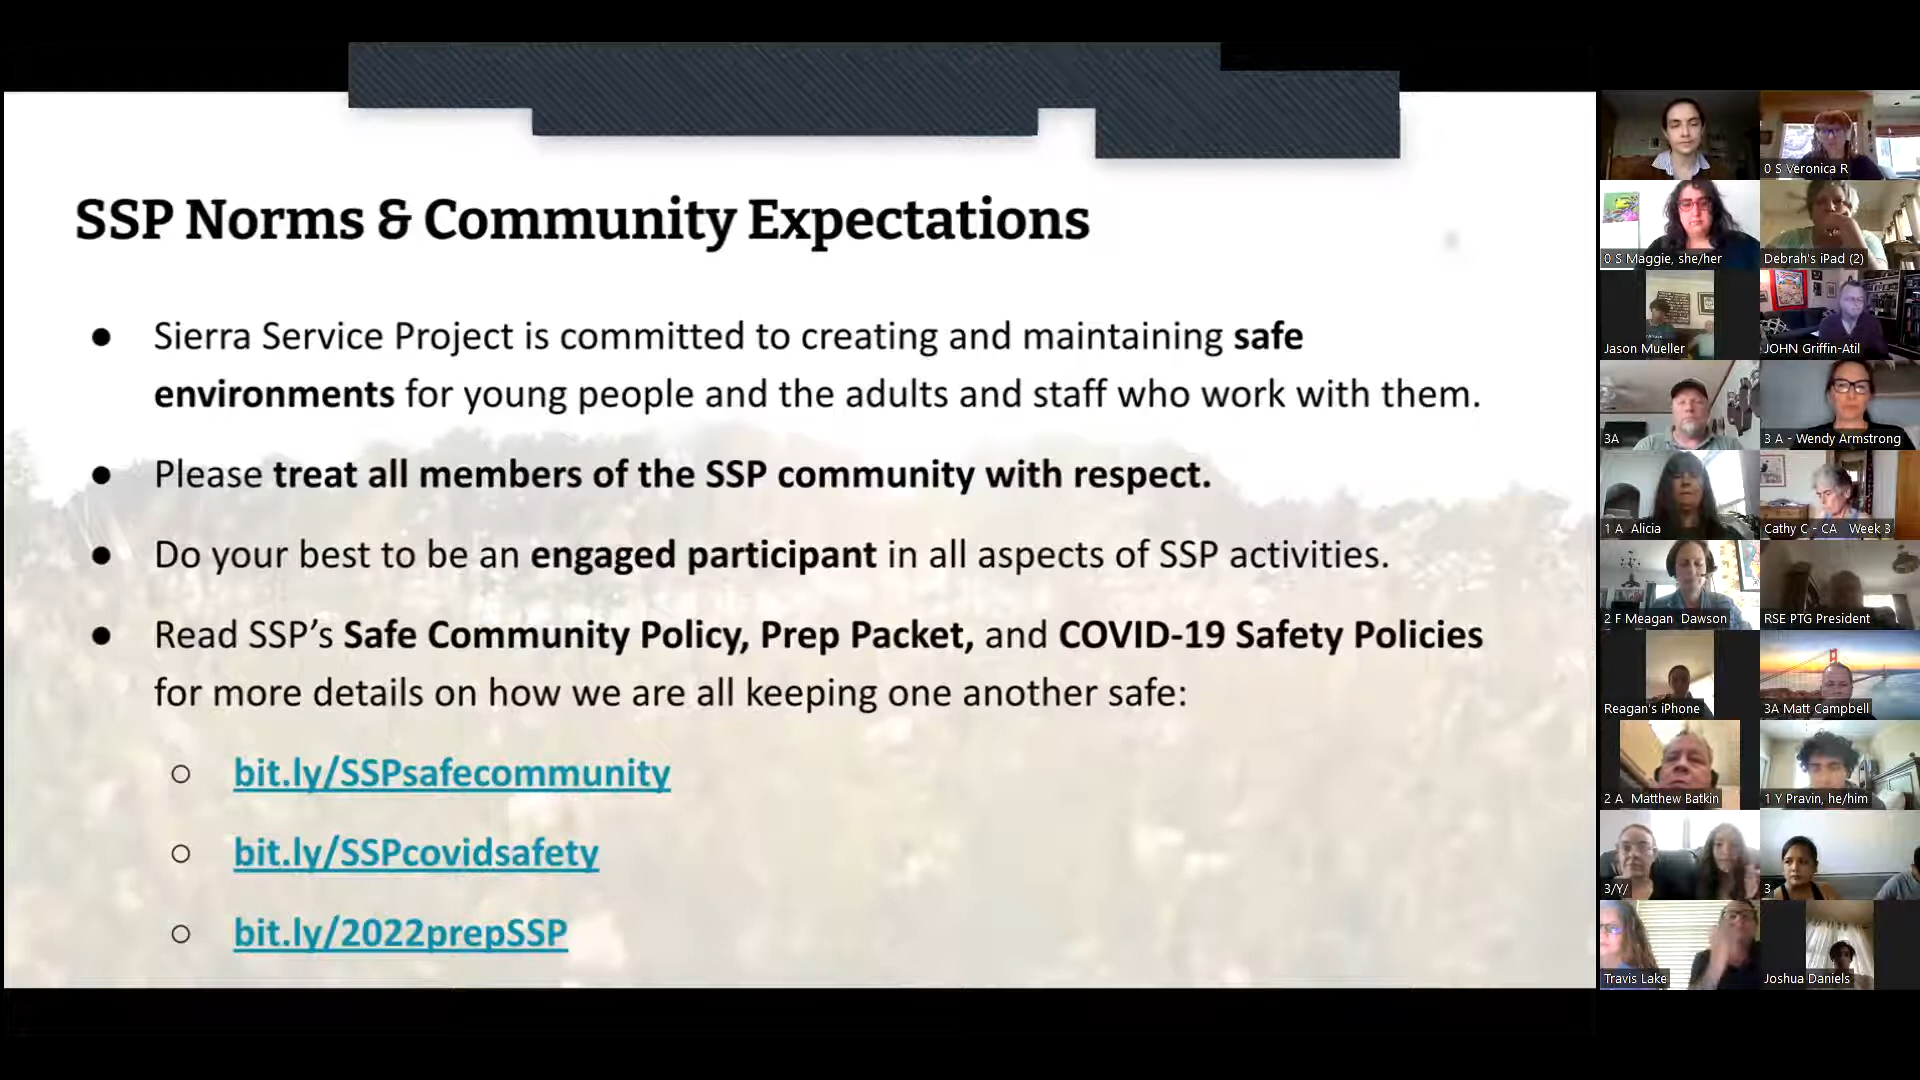 SSP Norms & Community Expectations
● Sierra Service Project is committed to creating and maintaining safe
environments for young people and the adults and staff who work with them.
● Please treat all members of the SSP community with respect.
● Do your best to be an engaged participant in all aspects of SSP activities.
● Read SSP’s Safe Community Policy, Prep Packet, and COVID-19 Safety Policies
for more details on how we are all keeping one another safe:
○ bit.ly/SSPsafecommunity
○ bit.ly/SSPcovidsafety
○ bit.ly/2022prepSSP
0 S Veronica R
0 S Maggie, she/her
Debrah's iPad (2)
Jason Mueller
JOHN Griffin-Atil
3A
3 A - Wendy Armstrong
1 A Alicia
Cathy C - CA Week 3
2 F Meagan Dawson
RSE PTG President
Reagan's iPhone
3A Matt Campbell
2 A Matthew Batkin
1 Y Pravin, he/him
3/Y/
3
Travis Lake
Joshua Daniels